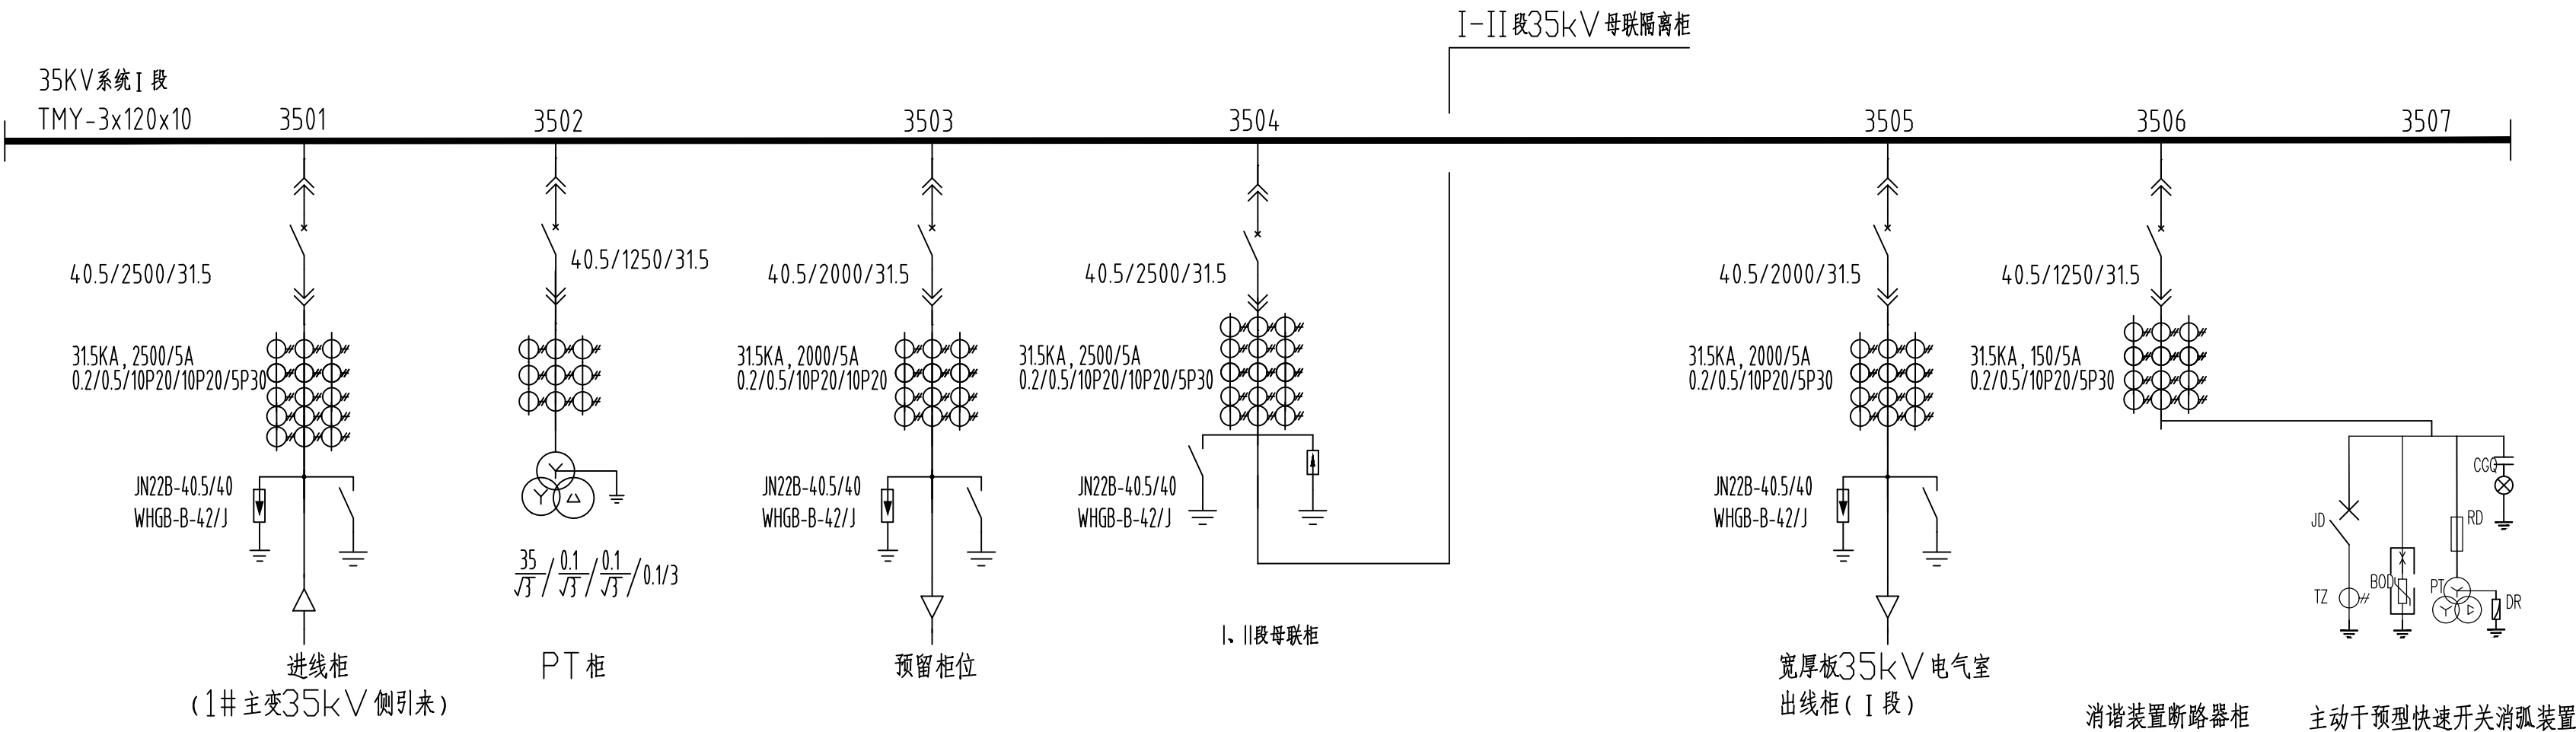 I-II段35kV母联隔离柜
35KV系统I 段
TMY-3x120x10
3501
3502
3503
3504
3505
3506
3507
40.5/2500/31.5
40.5/1250/31.5
40.5/2000/31.5
40.5/2500/31.5
40.5/2000/31.5
40.5/1250/31.5
31.5KA, 2500/5A
0.2/0.5/10P20/10P20/5P30
31.5KA, 2000/5A
0.2/0.5/10P20/10P20
31.5KA, 2500/5A
0.2/0.5/10P20/10P20/5P30
31.5KA, 2000/5A
0.2/0.5/10P20/5P30
31.5KA, 150/5A
0.2/0.5/10P20/5P30
JN22B-40.5/40
WHGB-B-42/J
JN22B-40.5/40
WHGB-B-42/J
JN22B-40.5/40
WHGB-B-42/J
JN22B-40.5/40
WHGB-B-42/J
35/√3/0.1/√3/0.1/√3/0.1/3
CGQ
JD
RD
BOD
PT
TZ
DR
进线柜
(1#主变35kV侧引来)
PT柜
预留柜位
I、II段母联柜
宽厚板35kV电气室
出线柜(I 段)
消谐装置断路器柜
主动干预型快速开关消弧装置